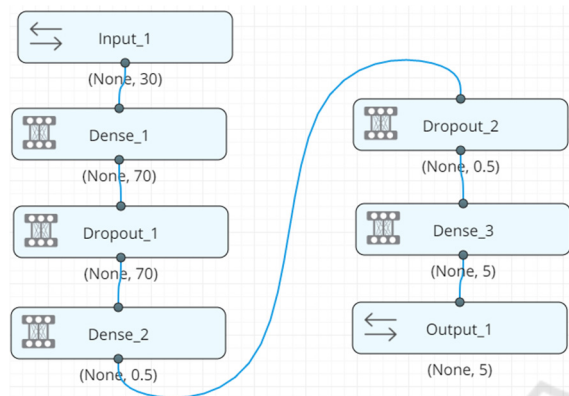 Input_1
(None, 30)
Dense_1
(None, 70)
Dropout_1
(None, 70)
Dense_2
(None, 0.5)
Dropout_2
(None, 0.5)
Dense_3
(None, 5)
Output_1
(None, 5)